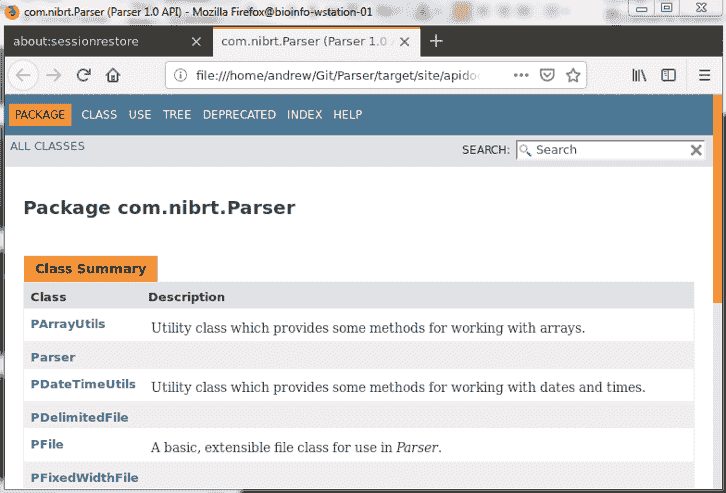 com.nibrt.Parser (Parser 1.0 API) - Mozilla Firefox@bioinfo-wstation-01
about:sessionrestore
com.nibrt.Parser (Parser 1.0
file:///home/andrew/Git/Parser/target/site/apido
PACKAGE CLASS USE TREE DEPRECATED INDEX HELP
ALL CLASSES
SEARCH: Search
Package com.nibrt.Parser
Class Summary
Class Description
PArrayUtils Utility class which provides some methods for working with arrays.
Parser
PDateTimeUtils Utility class which provides some methods for working with dates and times.
PDelimitedFile
PFile A basic, extensible file class for use in Parser.
PFixedWidthFile